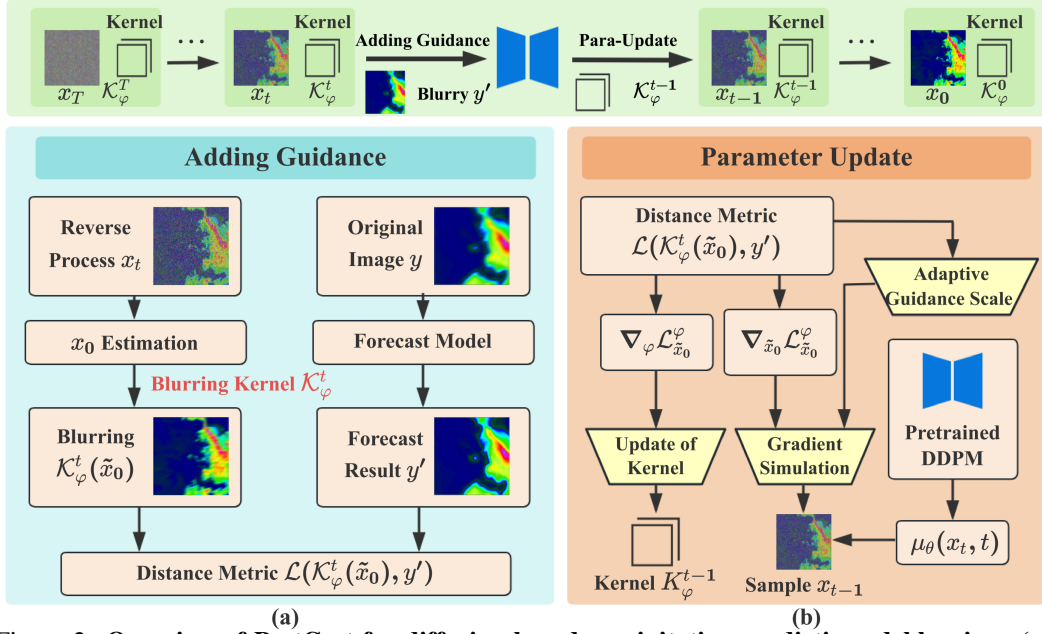 Kernel Kernel Kernel Kernel
... Adding Guidance Para-Update ...
x_T 𝒦_φ^T x_t 𝒦_φ^t Blurry y′ 𝒦_φ^{t−1} x_{t−1} 𝒦_φ^{t−1} x_0 𝒦_φ^0
Adding Guidance
Reverse
Process x_t
Original
Image y
x_0 Estimation
Forecast Model
Blurring Kernel 𝒦_φ^t
Blurring
𝒦_φ^t(x̃_0)
Forecast
Result y′
Distance Metric ℒ(𝒦_φ^t(x̃_0), y′)
(a)
Parameter Update
Distance Metric
ℒ(𝒦_φ^t(x̃_0), y′)
Adaptive
Guidance Scale
∇_φ ℒ_{x̃_0}^φ
∇_{x̃_0} ℒ_{x̃_0}^φ
Pretrained
DDPM
Update of
Kernel
Gradient
Simulation
μ_θ(x_t, t)
Kernel K_φ^{t−1}
Sample x_{t−1}
(b)